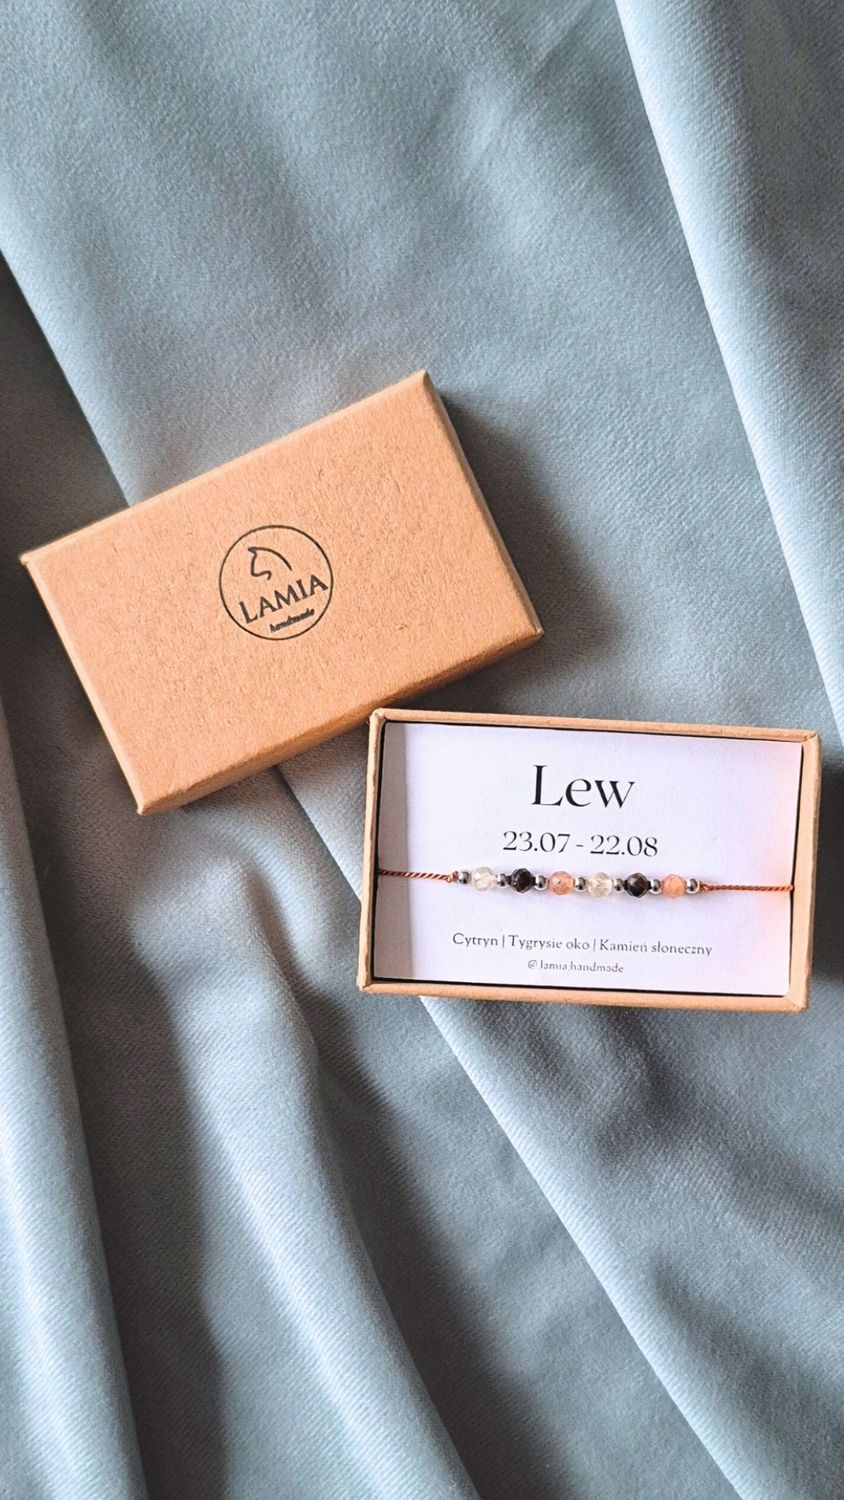 LAMIA
handmade
Lew
23.07 - 22.08
Cytryn | Tygrysie oko | Kamień słoneczny
@.lamia.handmade